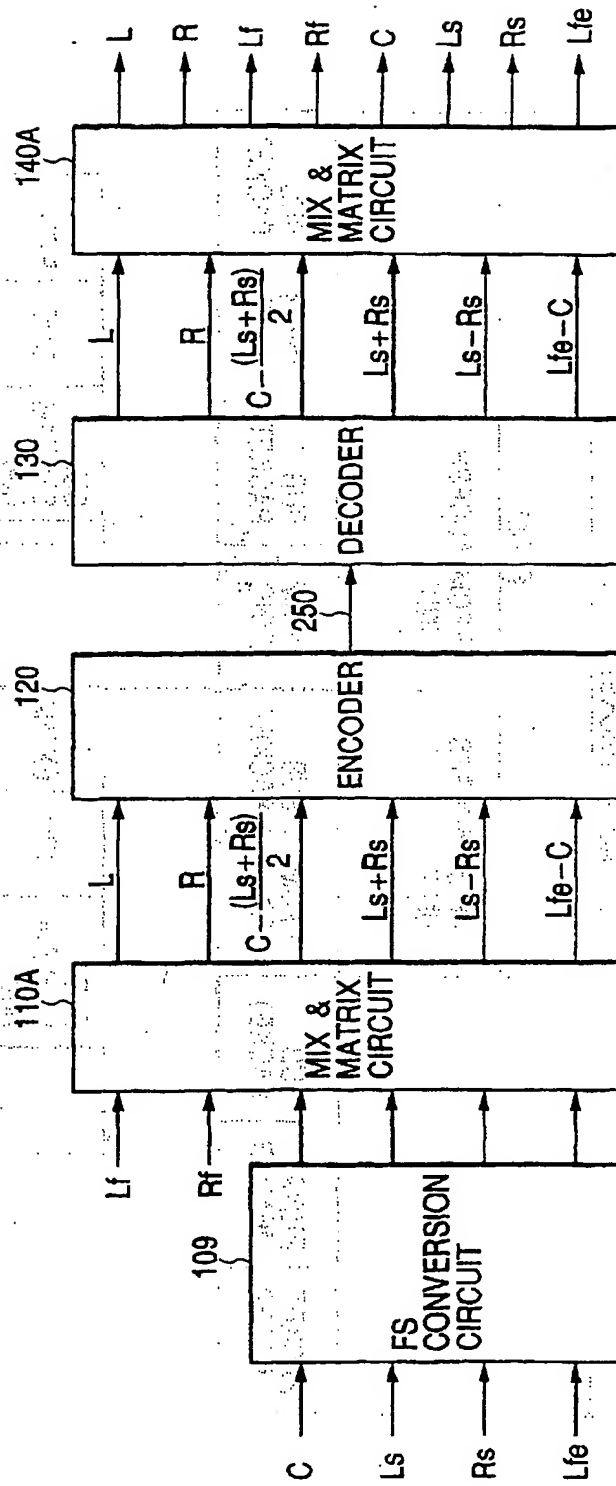 C
Ls
Rs
Lfe
109
FS
CONVERSION
CIRCUIT
Lf
Rf
110A
MIX &
MATRIX
CIRCUIT
L
R
C-(Ls+Rs)/2
Ls+Rs
Ls-Rs
Lfe-C
120
ENCODER
250
130
DECODER
L
R
C-(Ls+Rs)/2
Ls+Rs
Ls-Rs
Lfe-C
140A
MIX &
MATRIX
CIRCUIT
L
R
Lf
Rf
C
Ls
Rs
Lfe